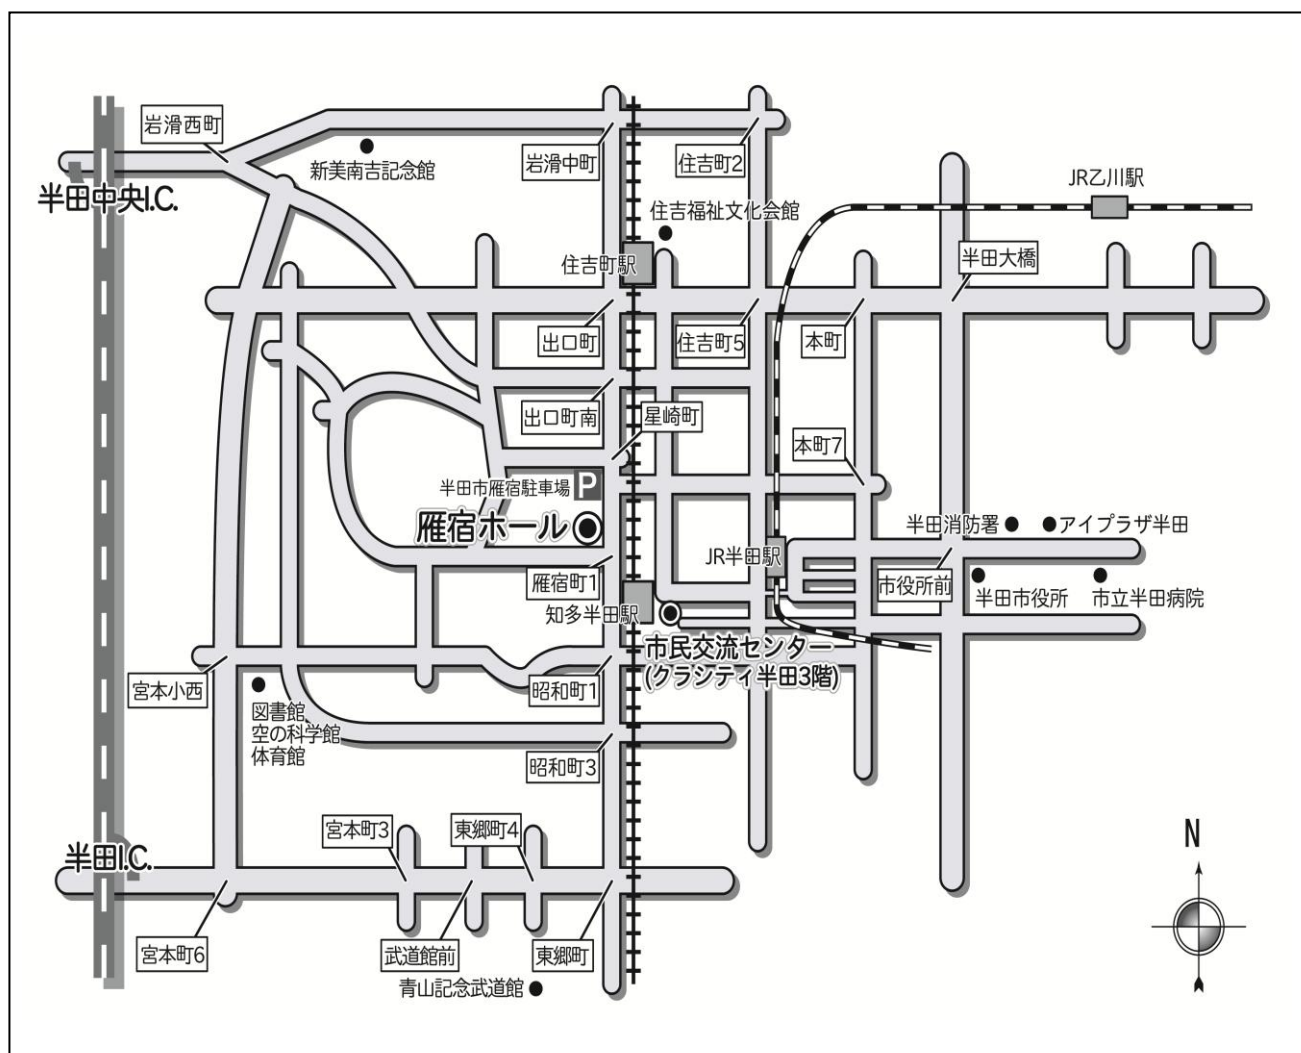 岩滑西町
新美南吉記念館
岩滑中町
住吉町2
JR乙川駅
半田中央I.C.
住吉福祉文化会館
住吉町駅
半田大橋
出口町
住吉町5
本町
出口町南
星崎町
本町7
半田市雁宿駐車場
P
雁宿ホール
半田消防署
アイプラザ半田
JR半田駅
雁宿町1
市役所前
半田市役所
市立半田病院
知多半田駅
市民交流センター
(クラシティ半田3階)
宮本小西
昭和町1
図書館
空の科学館
体育館
昭和町3
宮本町3
東郷町4
N
半田I.C.
宮本町6
武道館前
東郷町
青山記念武道館